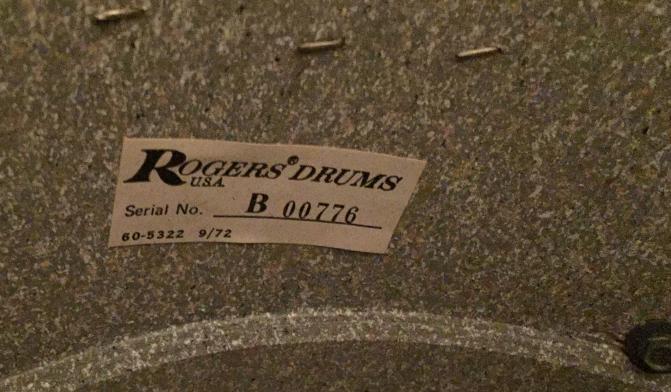 ROGERS® DRUMS
U.S.A.
Serial No. B 00776
60-5322 9/72